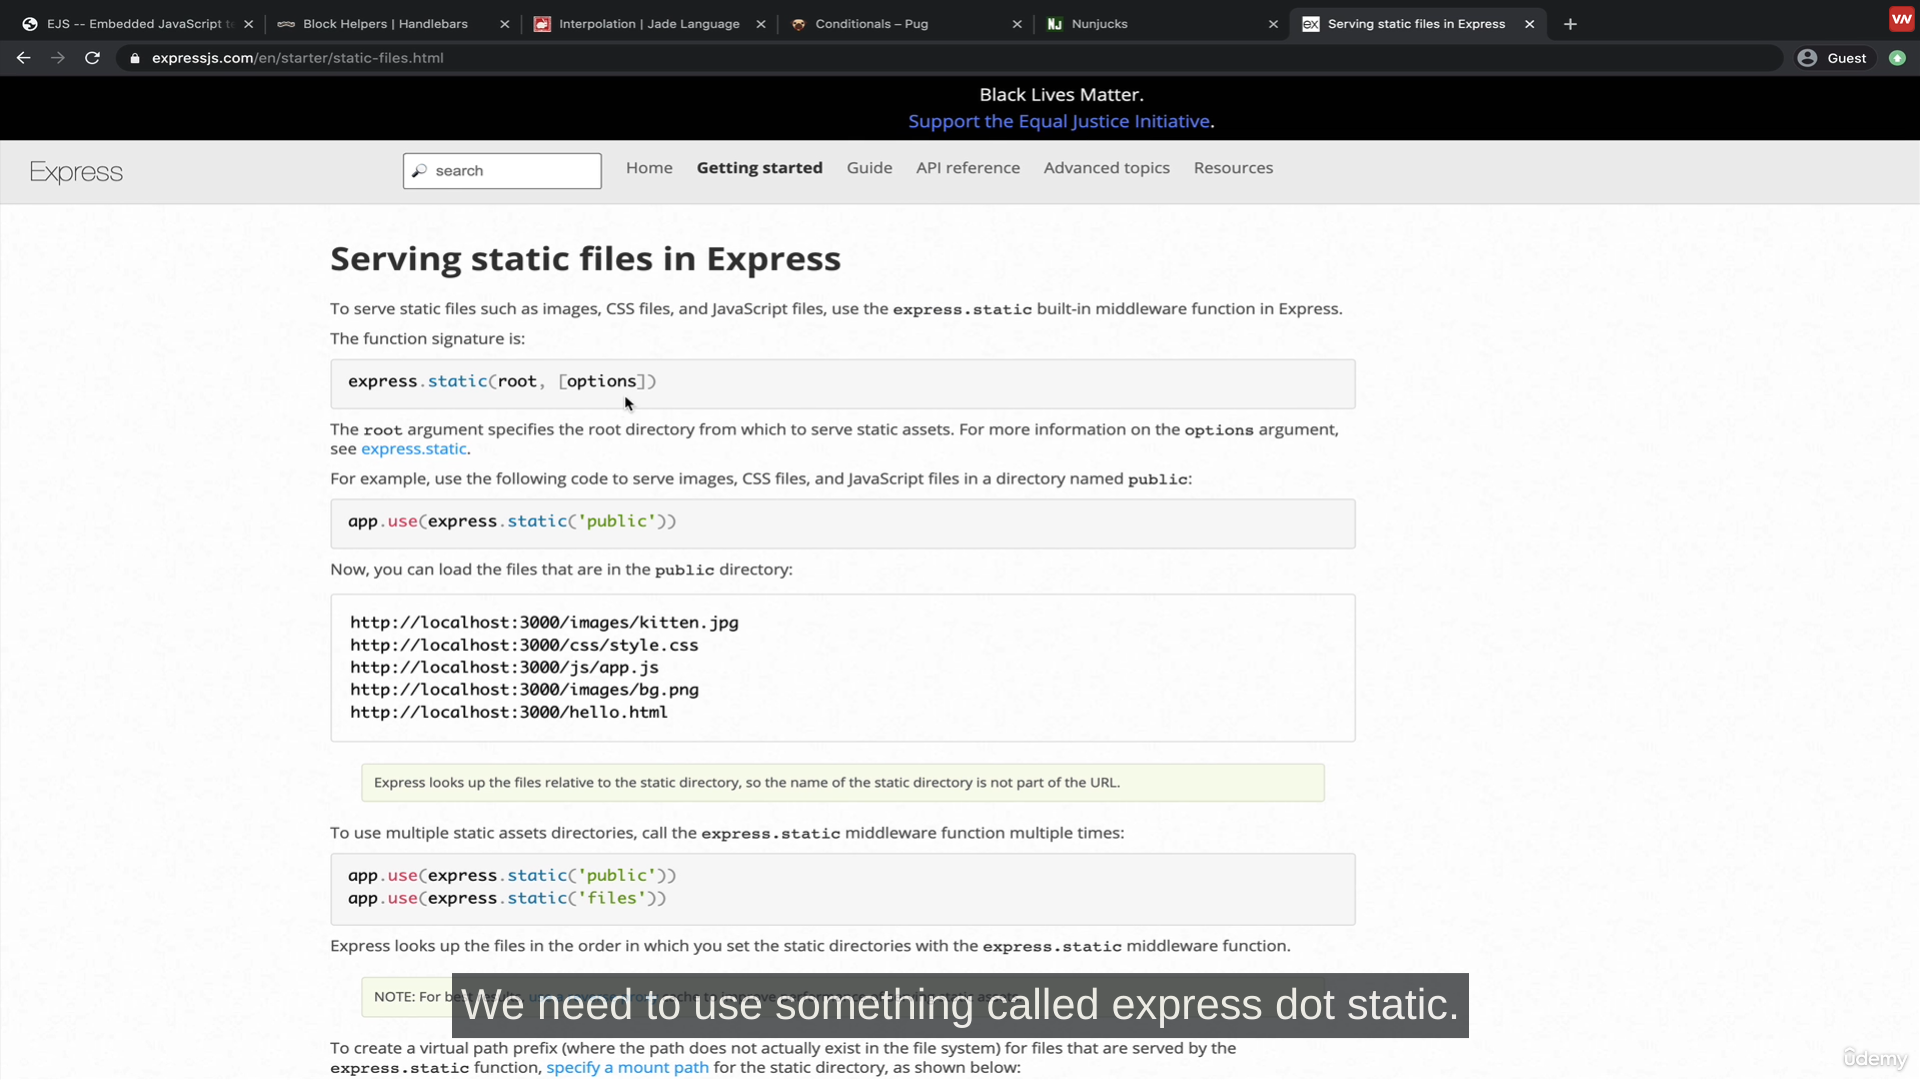 EJS -- Embedded JavaScript te
Block Helpers | Handlebars
Interpolation | Jade Language
Conditionals – Pug
Nunjucks
Serving static files in Express
expressjs.com/en/starter/static-files.html
Guest
Black Lives Matter.
Support the Equal Justice Initiative.
Express
search
Home
Getting started
Guide
API reference
Advanced topics
Resources
Serving static files in Express
To serve static files such as images, CSS files, and JavaScript files, use the express.static built-in middleware function in Express.
The function signature is:
express.static(root, [options])
The root argument specifies the root directory from which to serve static assets. For more information on the options argument,
see express.static.
For example, use the following code to serve images, CSS files, and JavaScript files in a directory named public:
app.use(express.static('public'))
Now, you can load the files that are in the public directory:
http://localhost:3000/images/kitten.jpg
http://localhost:3000/css/style.css
http://localhost:3000/js/app.js
http://localhost:3000/images/bg.png
http://localhost:3000/hello.html
Express looks up the files relative to the static directory, so the name of the static directory is not part of the URL.
To use multiple static assets directories, call the express.static middleware function multiple times:
app.use(express.static('public'))
app.use(express.static('files'))
Express looks up the files in the order in which you set the static directories with the express.static middleware function.
NOTE: For
We need to use something called express dot static.
To create a virtual path prefix (where the path does not actually exist in the file system) for files that are served by the
express.static function, specify a mount path for the static directory, as shown below:
ûdemy